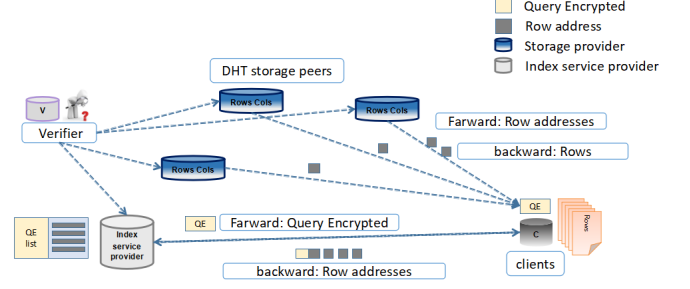 Query Encrypted
Row address
Storage provider
Index service provider
DHT storage peers
V
?
Verifier
Rows Cols
Rows Cols
Farward: Row addresses
backward: Rows
Rows Cols
QE
list
Index
service
provider
QE
Farward: Query Encrypted
backward: Row addresses
QE
C
Rows
clients